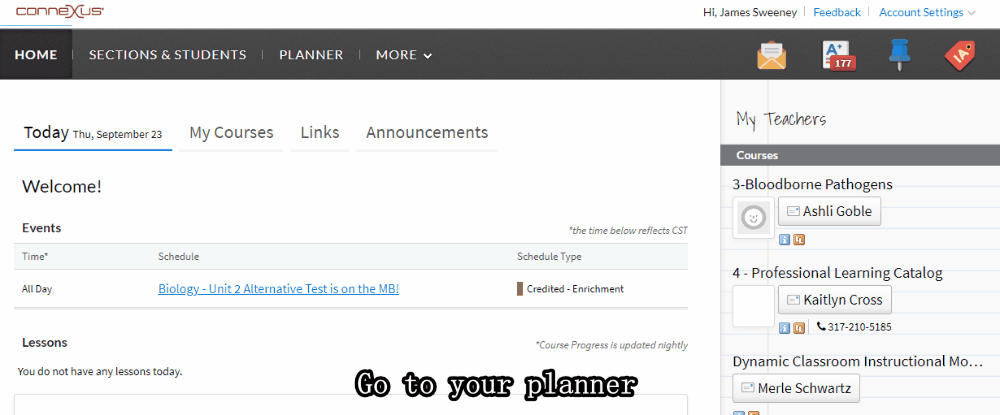 connexus
Hi, James Sweeney | Feedback | Account Settings
HOME | SECTIONS & STUDENTS | PLANNER | MORE
A+ 177 IA
Today Thu, September 23 My Courses Links Announcements
Welcome!
Events *the time below reflects CST
Time* Schedule Schedule Type
All Day Biology - Unit 2 Alternative Test is on the MB! Credited - Enrichment
Lessons *Course Progress is updated nightly
You do not have any lessons today.
Go to your planner
My Teachers
Courses
3-Bloodborne Pathogens
Ashli Goble
4 - Professional Learning Catalog
Kaitlyn Cross
317-210-5185
Dynamic Classroom Instructional Mo...
Merle Schwartz